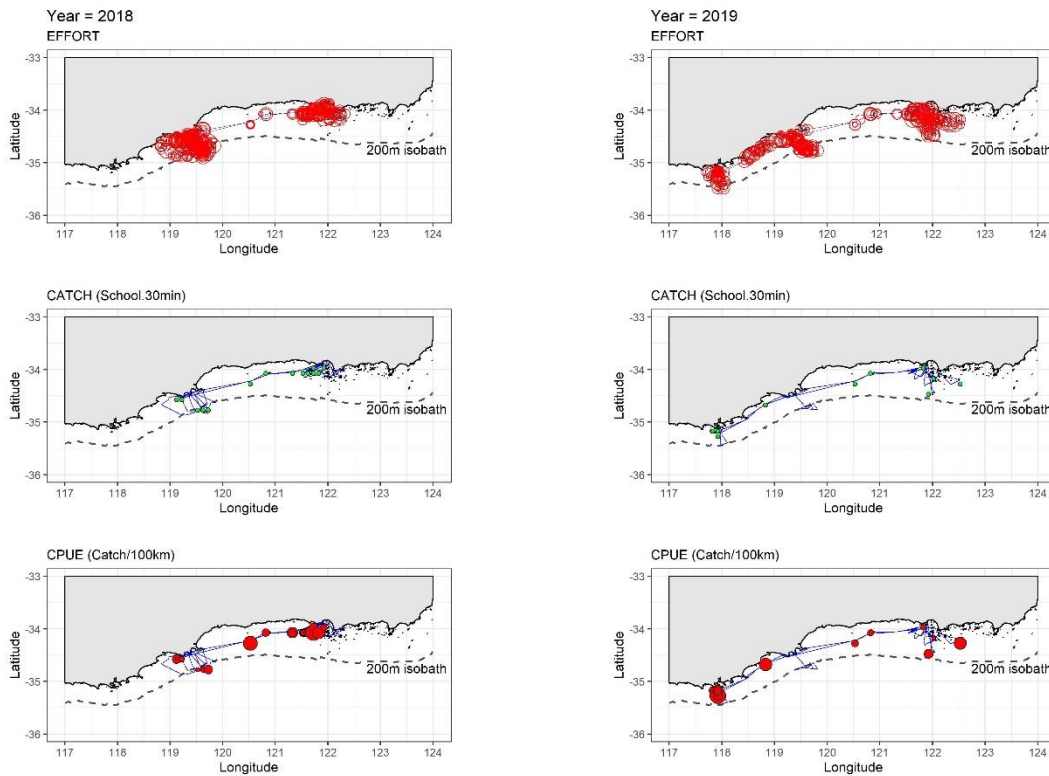 Year = 2018
EFFORT
-33
-34
-35
-36
Latitude
200m isobath
117 118 119 120 121 122 123 124
Longitude
CATCH (School.30min)
-33
-34
-35
-36
Latitude
200m isobath
117 118 119 120 121 122 123 124
Longitude
CPUE (Catch/100km)
-33
-34
-35
-36
Latitude
200m isobath
117 118 119 120 121 122 123 124
Longitude
Year = 2019
EFFORT
-33
-34
-35
-36
Latitude
200m isobath
117 118 119 120 121 122 123 124
Longitude
CATCH (School.30min)
-33
-34
-35
-36
Latitude
200m isobath
117 118 119 120 121 122 123 124
Longitude
CPUE (Catch/100km)
-33
-34
-35
-36
Latitude
200m isobath
117 118 119 120 121 122 123 124
Longitude